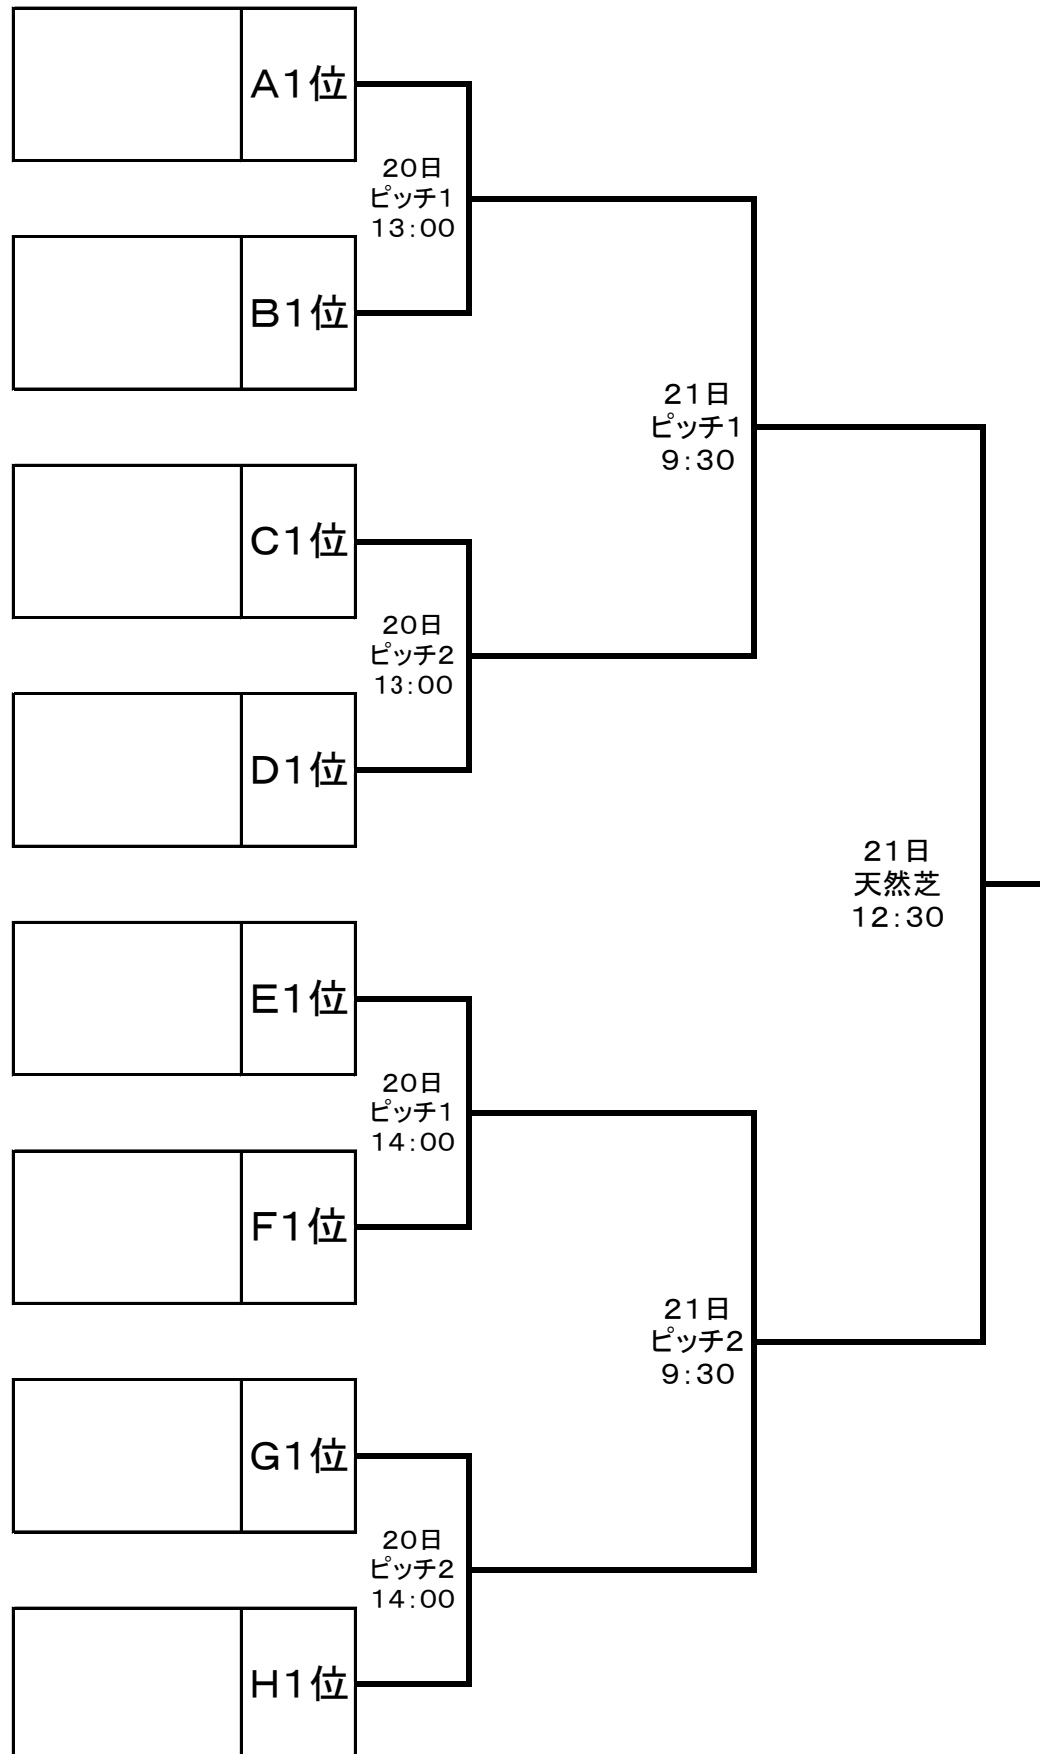 A1位
20日
ピッチ1
13:00
B1位
21日
ピッチ1
9:30
C1位
20日
ピッチ2
13:00
D1位
21日
天然芝
12:30
E1位
20日
ピッチ1
14:00
F1位
21日
ピッチ2
9:30
G1位
20日
ピッチ2
14:00
H1位